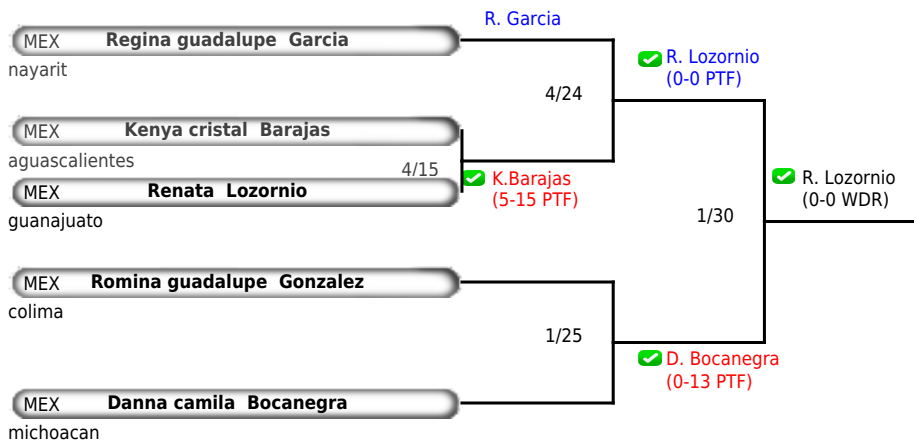 R. Garcia
MEX Regina guadalupe Garcia
nayarit
R. Lozornio
(0-0 PTF)
4/24
MEX Kenya cristal Barajas
aguascalientes
4/15
K.Barajas
(5-15 PTF)
MEX Renata Lozornio
guanajuato
R. Lozornio
(0-0 WDR)
1/30
MEX Romina guadalupe Gonzalez
colima
1/25
D. Bocanegra
(0-13 PTF)
MEX Danna camila Bocanegra
michoacan